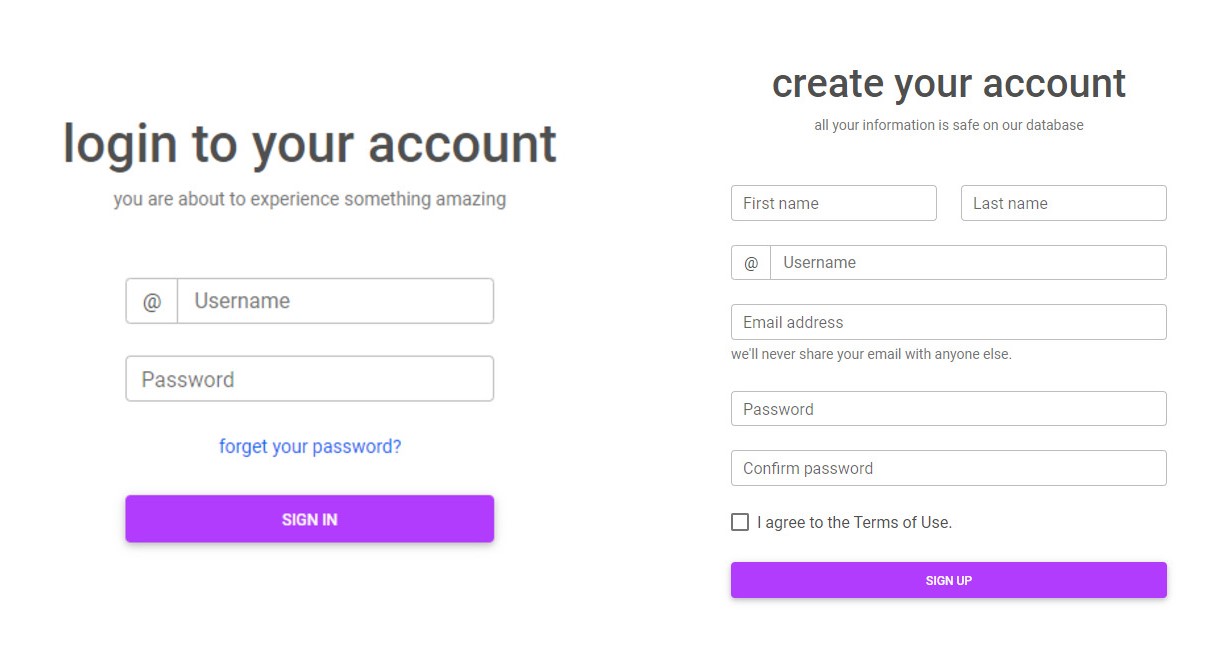 login to your account
you are about to experience something amazing
@ Username
Password
forget your password?
SIGN IN
create your account
all your information is safe on our database
First name Last name
@ Username
Email address
we'll never share your email with anyone else.
Password
Confirm password
I agree to the Terms of Use.
SIGN UP